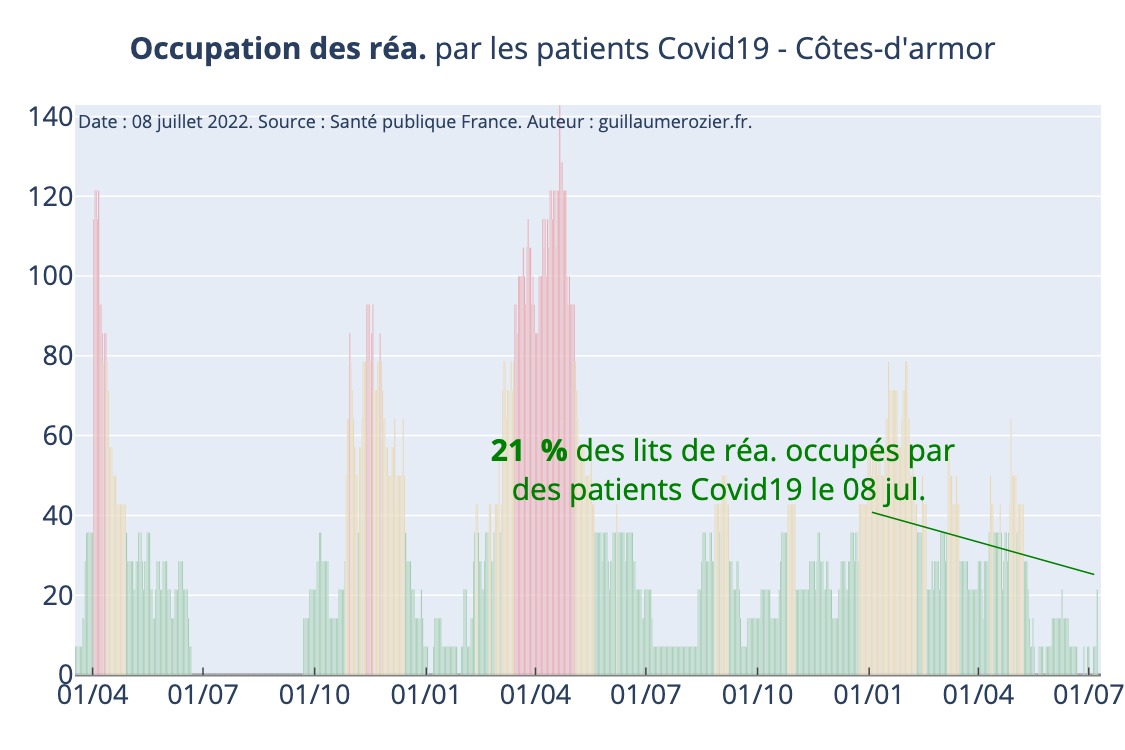 Occupation des réa. par les patients Covid19 - Côtes-d'armor
140
Date : 08 juillet 2022. Source : Santé publique France. Auteur : guillaumerozier.fr.
120
100
80
60
21 % des lits de réa. occupés par
des patients Covid19 le 08 jul.
40
20
0
01/04 01/07 01/10 01/01 01/04 01/07 01/10 01/01 01/04 01/07